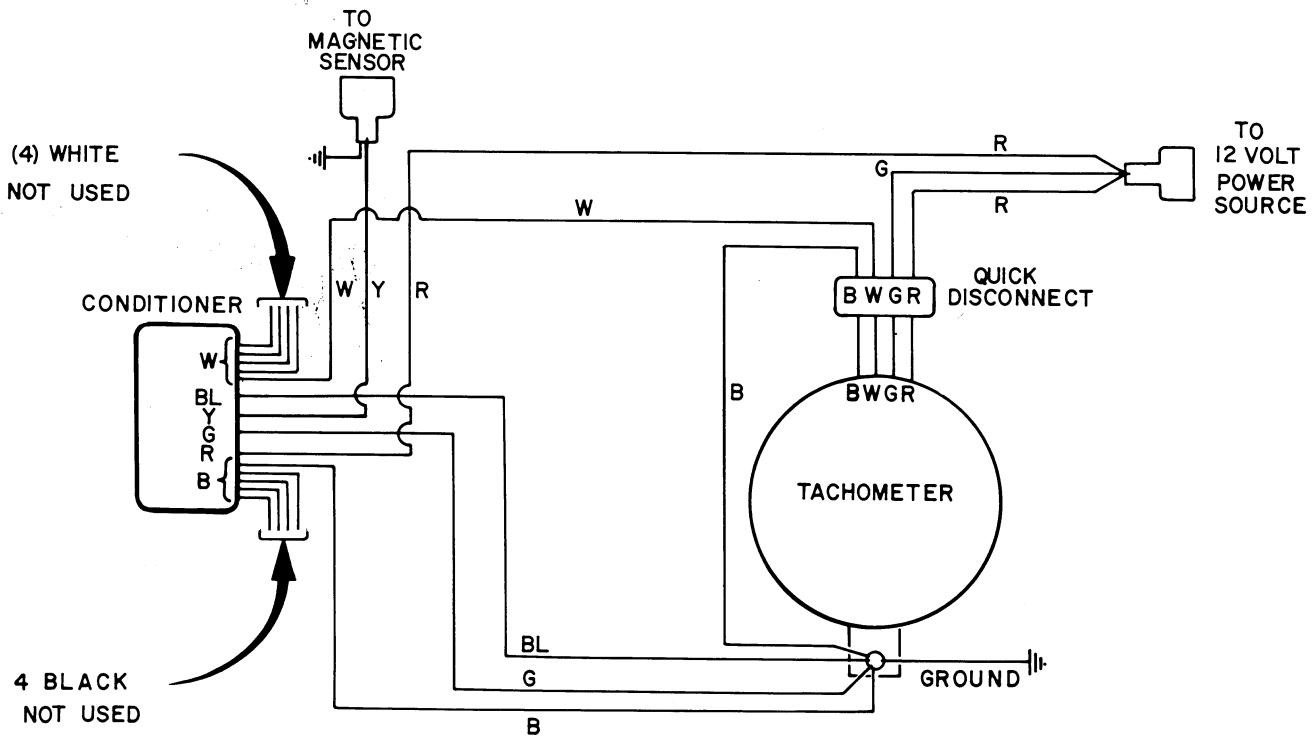 TO
MAGNETIC
SENSOR
(4) WHITE
NOT USED
R
G
R
TO
12 VOLT
POWER
SOURCE
W
W
Y
R
QUICK
DISCONNECT
B W G R
CONDITIONER
W
BL
Y
G
R
B
B
B W G R
TACHOMETER
BL
G
B
GROUND
4 BLACK
NOT USED